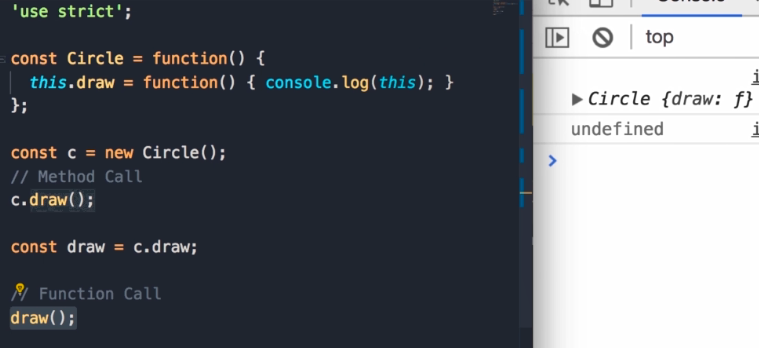 'use strict';
const Circle = function() {
this.draw = function() { console.log(this); }
};
const c = new Circle();
// Method Call
c.draw();
const draw = c.draw;
// Function Call
draw();
top
Circle {draw: ƒ}
undefined